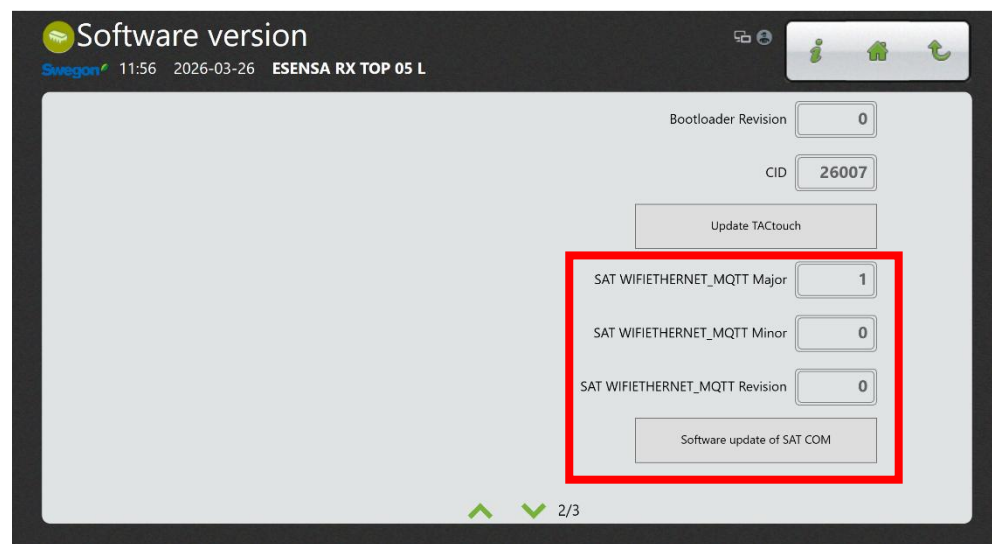 Software version
Swegon 11:56 2026-03-26 ESENSA RX TOP 05 L
Bootloader Revision 0
CID 26007
Update TACtouch
SAT WIFIETHERNET_MQTT Major 1
SAT WIFIETHERNET_MQTT Minor 0
SAT WIFIETHERNET_MQTT Revision 0
Software update of SAT COM
2/3